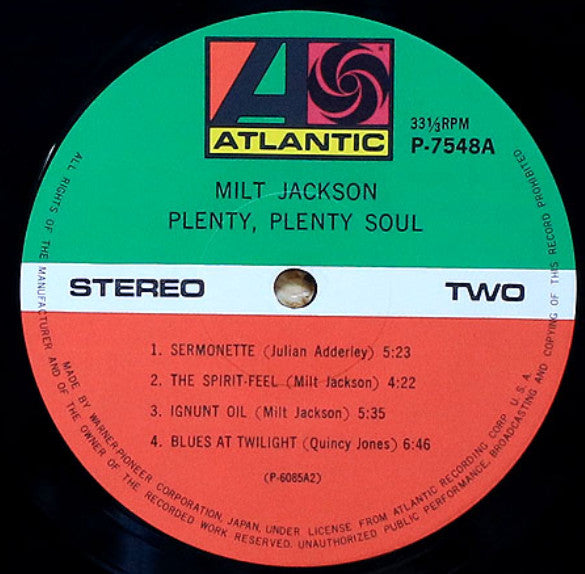 ATLANTIC
33⅓RPM
P-7548A
MILT JACKSON
PLENTY, PLENTY SOUL
STEREO
TWO
1. SERMONETTE (Julian Adderley) 5:23
2. THE SPIRIT-FEEL (Milt Jackson) 4:22
3. IGNUNT OIL (Milt Jackson) 5:35
4. BLUES AT TWILIGHT (Quincy Jones) 6:46
(P-6085A2)
MADE BY WARNER-PIONEER CORPORATION, JAPAN, UNDER LICENSE FROM ATLANTIC RECORDING CORP. U.S.A.
ALL RIGHTS OF THE MANUFACTURER AND OF THE OWNER OF THE RECORDED WORK RESERVED. UNAUTHORIZED PUBLIC PERFORMANCE, BROADCASTING AND COPYING OF THIS RECORD PROHIBITED